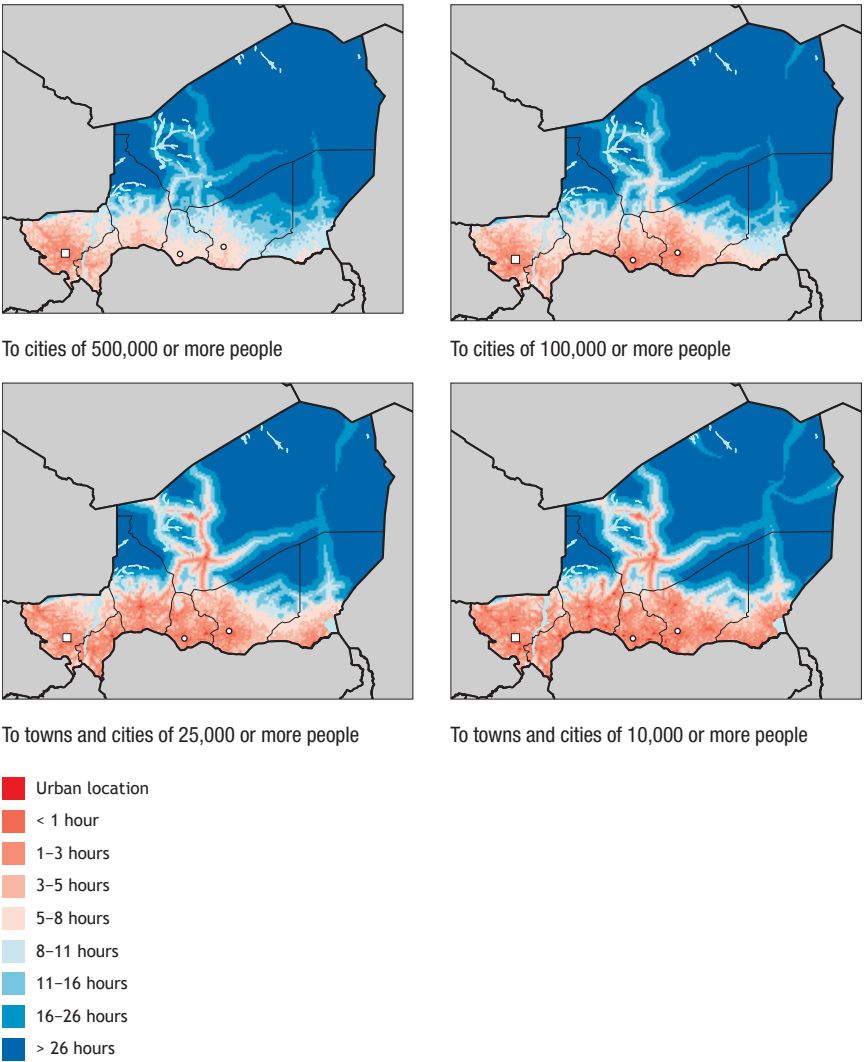 To cities of 500,000 or more people
To cities of 100,000 or more people
To towns and cities of 25,000 or more people
To towns and cities of 10,000 or more people
Urban location
< 1 hour
1–3 hours
3–5 hours
5–8 hours
8–11 hours
11–16 hours
16–26 hours
> 26 hours